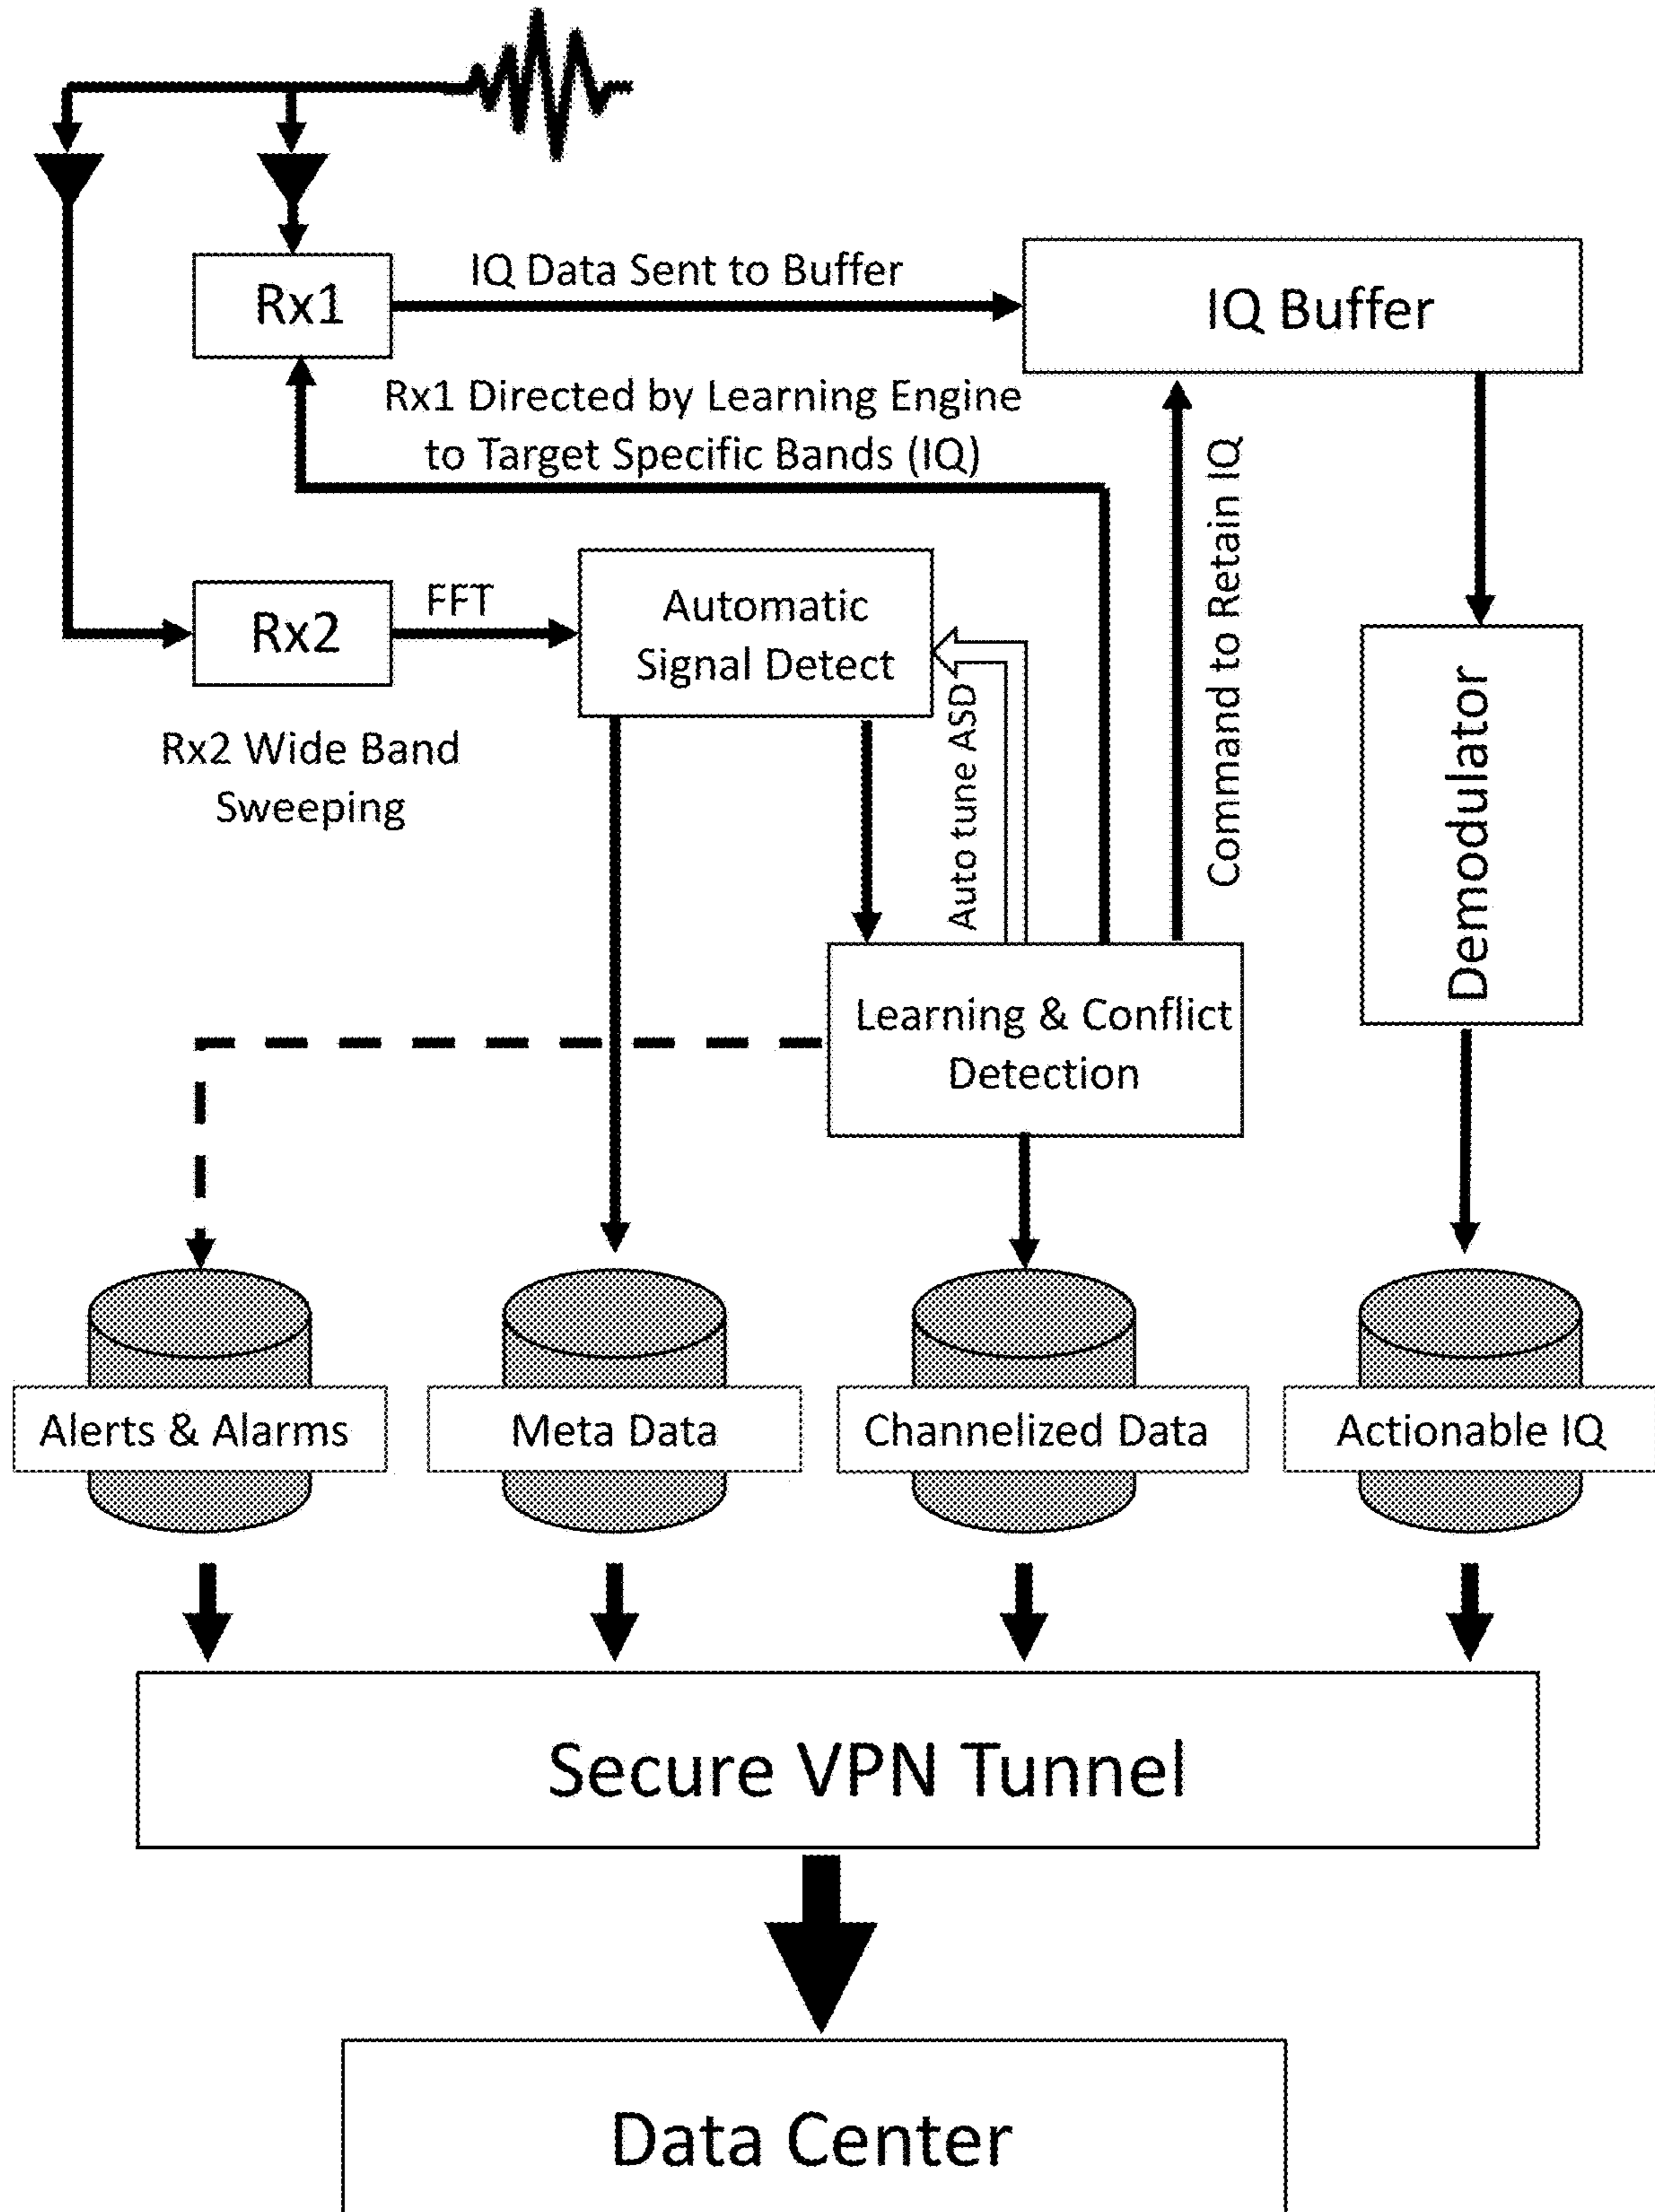 IQ Data Sent to Buffer
Rx1
IQ Buffer
Rx1 Directed by Learning Engine
to Target Specific Bands (IQ)
Command to Retain IQ
FFT
Rx2
Automatic
Signal Detect
Auto tune ASD
Demodulator
Rx2 Wide Band
Sweeping
Learning & Conflict
Detection
Alerts & Alarms
Meta Data
Channelized Data
Actionable IQ
Secure VPN Tunnel
Data Center